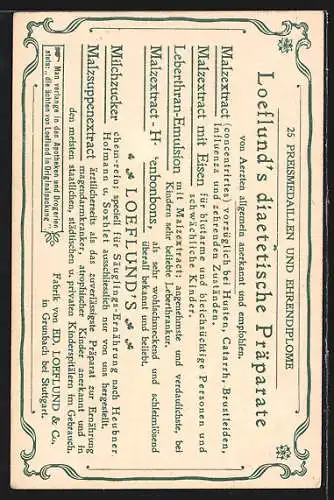 25 PREISMEDAILLEN UND EHRENDIPLOME
Loeflund's diaetetische Präparate
von Aerzten allgemein anerkannt und empfohlen.
Malzextract (concentrirtes) vorzüglich bei Husten, Catarrh, Brustleiden,
Influenza und zehrenden Zuständen.
Malzextract mit Eisen für blutarme und bleichsüchtige Personen und
schwächliche Kinder.
Leberthran-Emulsion mit Malzextract; angenehmste und verdaulichste, bei
Kindern sehr beliebte Leberthrankur.
Malzextract-H enbonbons, als sehr wohlschmeckend und schleimlösend
überall bekannt und beliebt.
LOEFLUND'S
Milchzucker chem-rein; speciell für Säuglings-Ernährung nach Heubner
Hofmann u. Soxhlet ausschliesslich nur von uns hergestellt.
Malzsuppenextract ärztlicherseits als das zuverlässigste Präparat zur Ernährung
magendarmkranker, atrophischer Kinder anerkannt und in
den meisten staatlichen, städtischen u. privaten Kinderspitälern im Gebrauch.
Man verlange in den Apotheken und Drogerien
stets: „die ächten von Loeflund in Originalpackung"
Fabrik von ED. LOEFLUND & Co.,
in Grunbach bei Stuttgart.